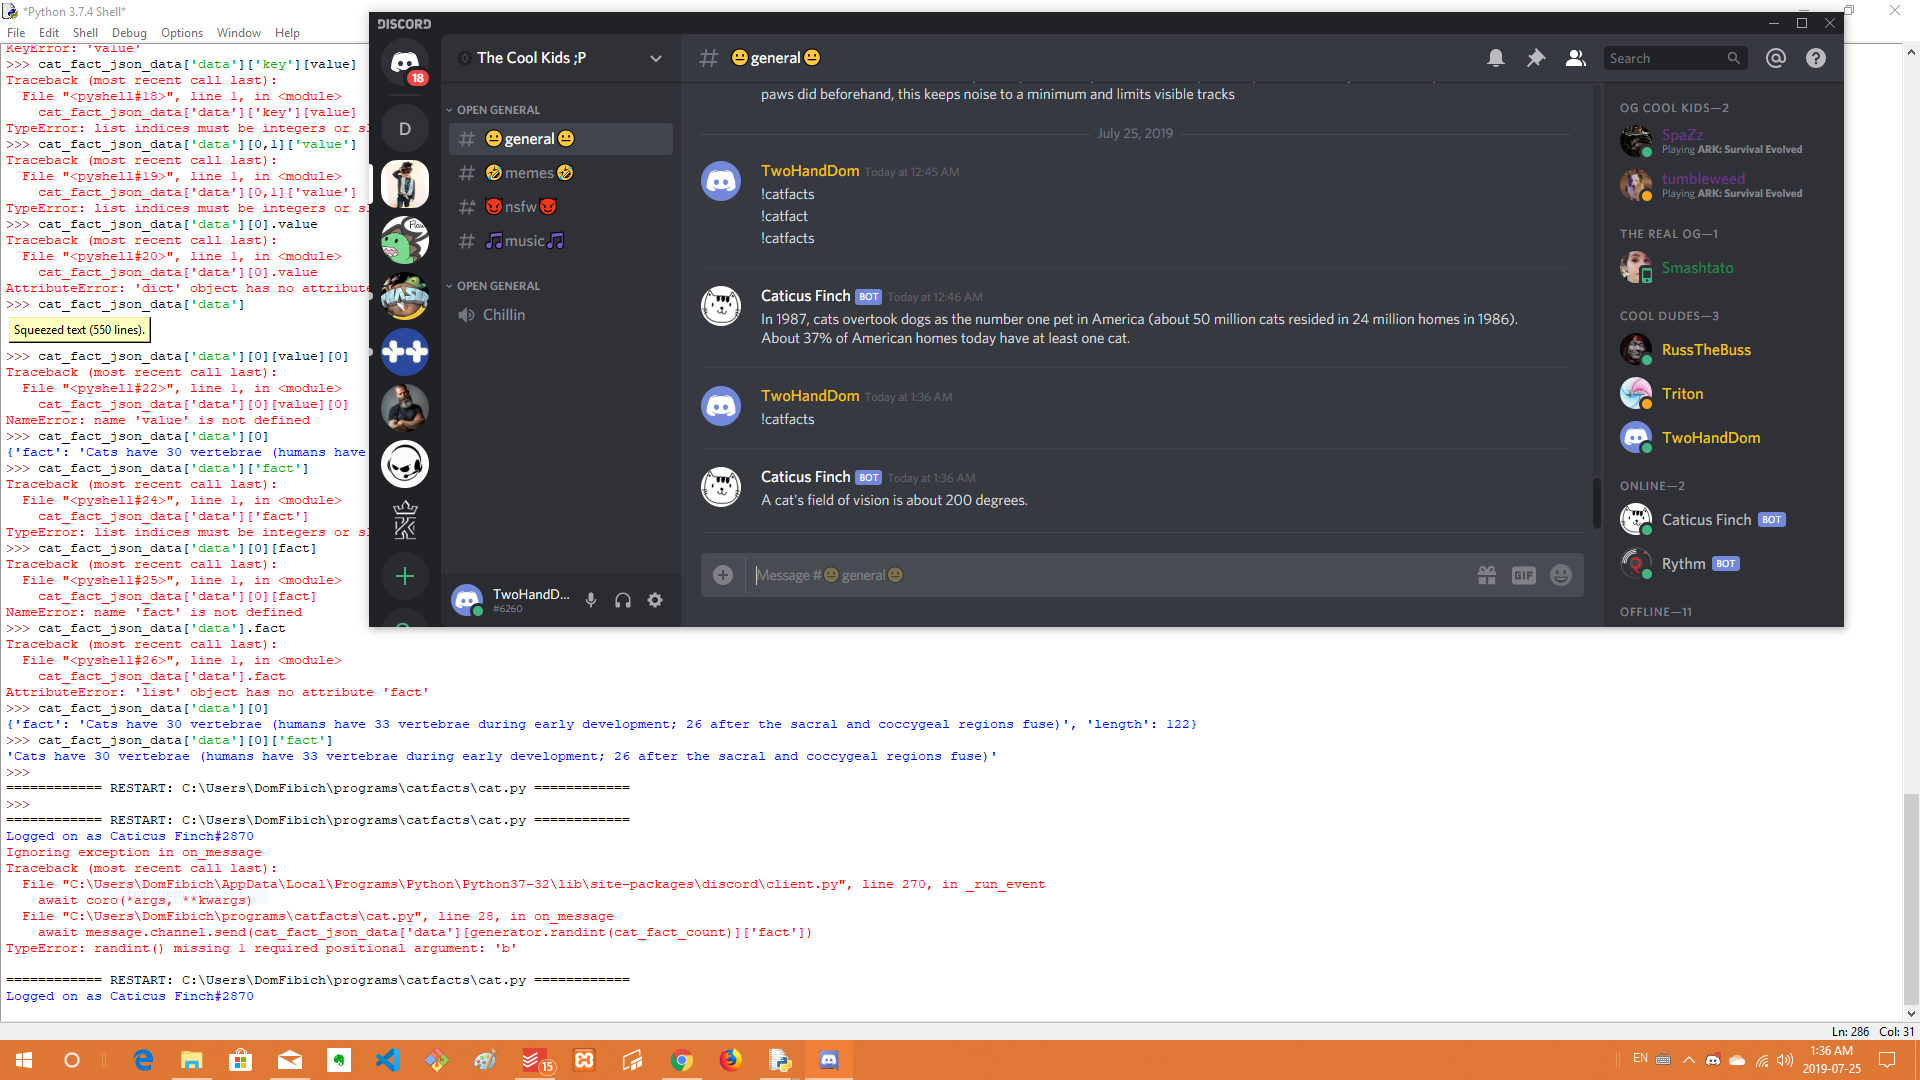 *Python 3.7.4 Shell*
File Edit Shell Debug Options Window Help
KeyError: 'value'
>>> cat_fact_json_data['data']['key'][value]
Traceback (most recent call last):
File "<pyshell#18>", line 1, in <module>
cat_fact_json_data['data']['key'][value]
TypeError: list indices must be integers or sl
>>> cat_fact_json_data['data'][0,1]['value']
Traceback (most recent call last):
File "<pyshell#19>", line 1, in <module>
cat_fact_json_data['data'][0,1]['value']
TypeError: list indices must be integers or sl
>>> cat_fact_json_data['data'][0].value
Traceback (most recent call last):
File "<pyshell#20>", line 1, in <module>
cat_fact_json_data['data'][0].value
AttributeError: 'dict' object has no attribute
>>> cat_fact_json_data['data']
Squeezed text (550 lines).
>>> cat_fact_json_data['data'][0][value][0]
Traceback (most recent call last):
File "<pyshell#22>", line 1, in <module>
cat_fact_json_data['data'][0][value][0]
NameError: name 'value' is not defined
>>> cat_fact_json_data['data'][0]
{'fact': 'Cats have 30 vertebrae (humans have
>>> cat_fact_json_data['data']['fact']
Traceback (most recent call last):
File "<pyshell#24>", line 1, in <module>
cat_fact_json_data['data']['fact']
TypeError: list indices must be integers or sl
>>> cat_fact_json_data['data'][0][fact]
Traceback (most recent call last):
File "<pyshell#25>", line 1, in <module>
cat_fact_json_data['data'][0][fact]
NameError: name 'fact' is not defined
>>> cat_fact_json_data['data'].fact
Traceback (most recent call last):
File "<pyshell#26>", line 1, in <module>
cat_fact_json_data['data'].fact
AttributeError: 'list' object has no attribute 'fact'
>>> cat_fact_json_data['data'][0]
{'fact': 'Cats have 30 vertebrae (humans have 33 vertebrae during early development; 26 after the sacral and coccygeal regions fuse)', 'length': 122}
>>> cat_fact_json_data['data'][0]['fact']
'Cats have 30 vertebrae (humans have 33 vertebrae during early development; 26 after the sacral and coccygeal regions fuse)'
>>>
============ RESTART: C:\Users\DomFibich\programs\catfacts\cat.py ============
>>>
============ RESTART: C:\Users\DomFibich\programs\catfacts\cat.py ============
Logged on as Caticus Finch#2870
Ignoring exception in on_message
Traceback (most recent call last):
File "C:\Users\DomFibich\AppData\Local\Programs\Python\Python37-32\lib\site-packages\discord\client.py", line 270, in _run_event
await coro(*args, **kwargs)
File "C:\Users\DomFibich\programs\catfacts\cat.py", line 28, in on_message
await message.channel.send(cat_fact_json_data['data'][generator.randint(cat_fact_count)]['fact'])
TypeError: randint() missing 1 required positional argument: 'b'
============ RESTART: C:\Users\DomFibich\programs\catfacts\cat.py ============
Logged on as Caticus Finch#2870
Ln: 286 Col: 31
DISCORD
18
D
Plaw
The Cool Kids ;P
OPEN GENERAL
# 😐general😐
# 🤣memes🤣
# 😈nsfw😈
# 🎵music🎵
OPEN GENERAL
Chillin
TwoHandD...
#6260
# 😐general😐
Search
paws did beforehand, this keeps noise to a minimum and limits visible tracks
July 25, 2019
TwoHandDom Today at 12:45 AM
!catfacts
!catfact
!catfacts
Caticus Finch BOT Today at 12:46 AM
In 1987, cats overtook dogs as the number one pet in America (about 50 million cats resided in 24 million homes in 1986).
About 37% of American homes today have at least one cat.
TwoHandDom Today at 1:36 AM
!catfacts
Caticus Finch BOT Today at 1:36 AM
A cat's field of vision is about 200 degrees.
Message #😐general😐
GIF
OG COOL KIDS—2
SpaZz
Playing ARK: Survival Evolved
tumbleweed
Playing ARK: Survival Evolved
THE REAL OG—1
Smashtato
COOL DUDES—3
RussTheBuss
Triton
TwoHandDom
ONLINE—2
Caticus Finch BOT
Rythm BOT
OFFLINE—11
15
EN
1:36 AM
2019-07-25